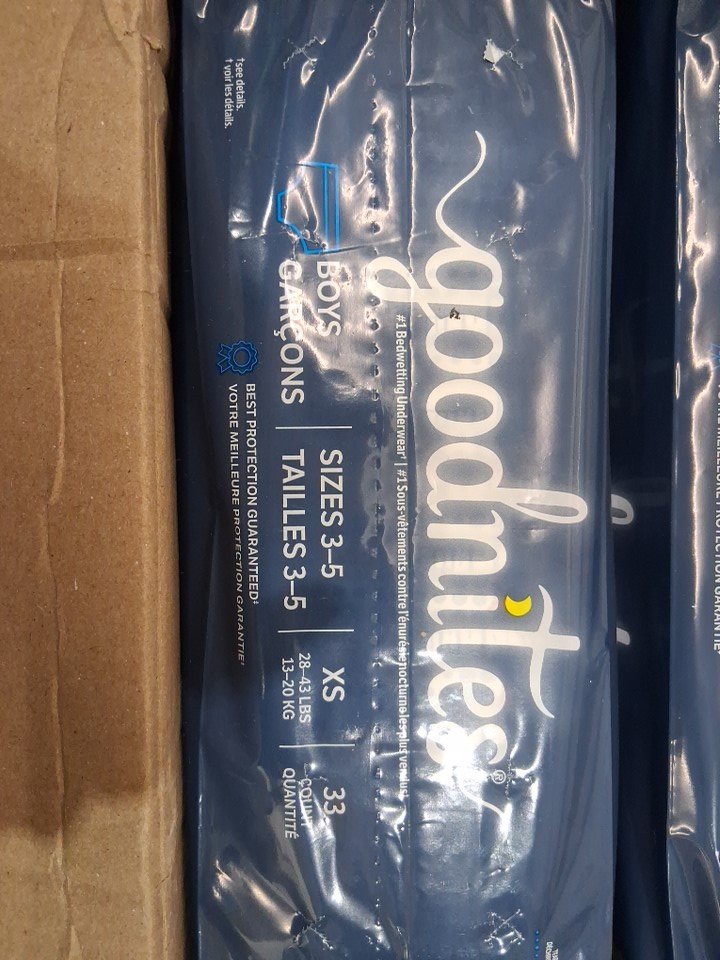 goodnites®
#1 Bedwetting Underwear† | #1 Sous-vêtements contre l'énurésie nocturne les plus vendus†
BOYS
GARÇONS
SIZES 3–5
TAILLES 3–5
XS
28–43 LBS
13–20 KG
33
COUNT
QUANTITÉ
BEST PROTECTION GUARANTEED‡
VOTRE MEILLEURE PROTECTION GARANTIE
†see details.
† voir les détails.